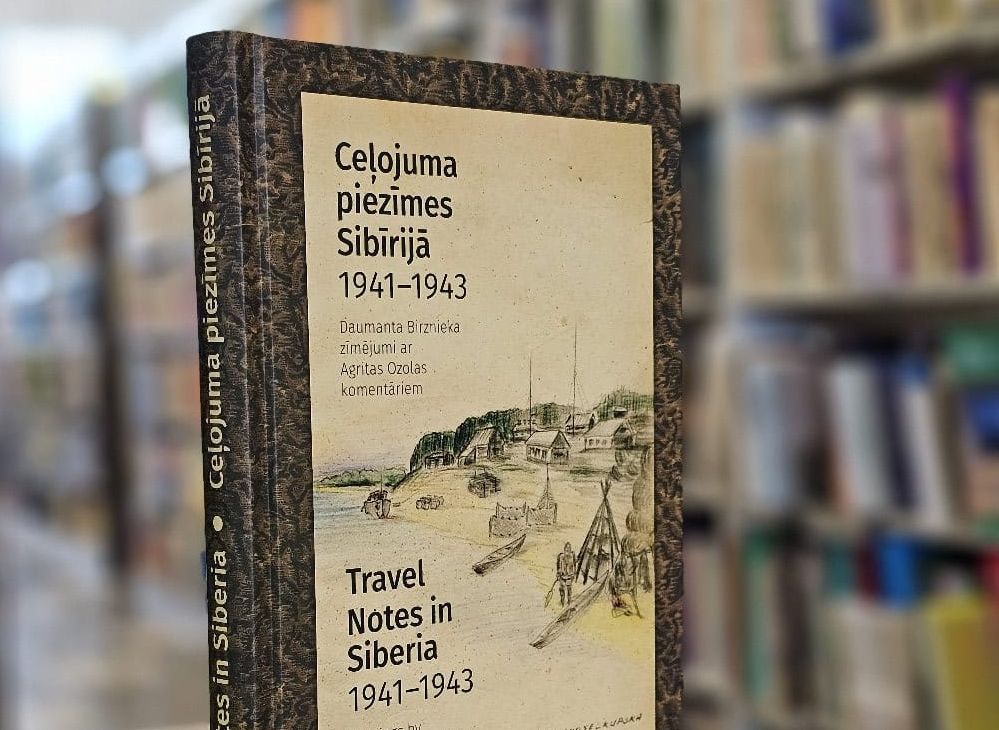 Ceļojuma
piezīmes
Sibīrijā
1941–1943
Daumanta Birznieka
zīmējumi ar
Agritas Ozolas
komentāriem
Travel
Notes in
Siberia
1941–1943
by
in Siberia • Ceļojuma piezīmes Sibīrijā